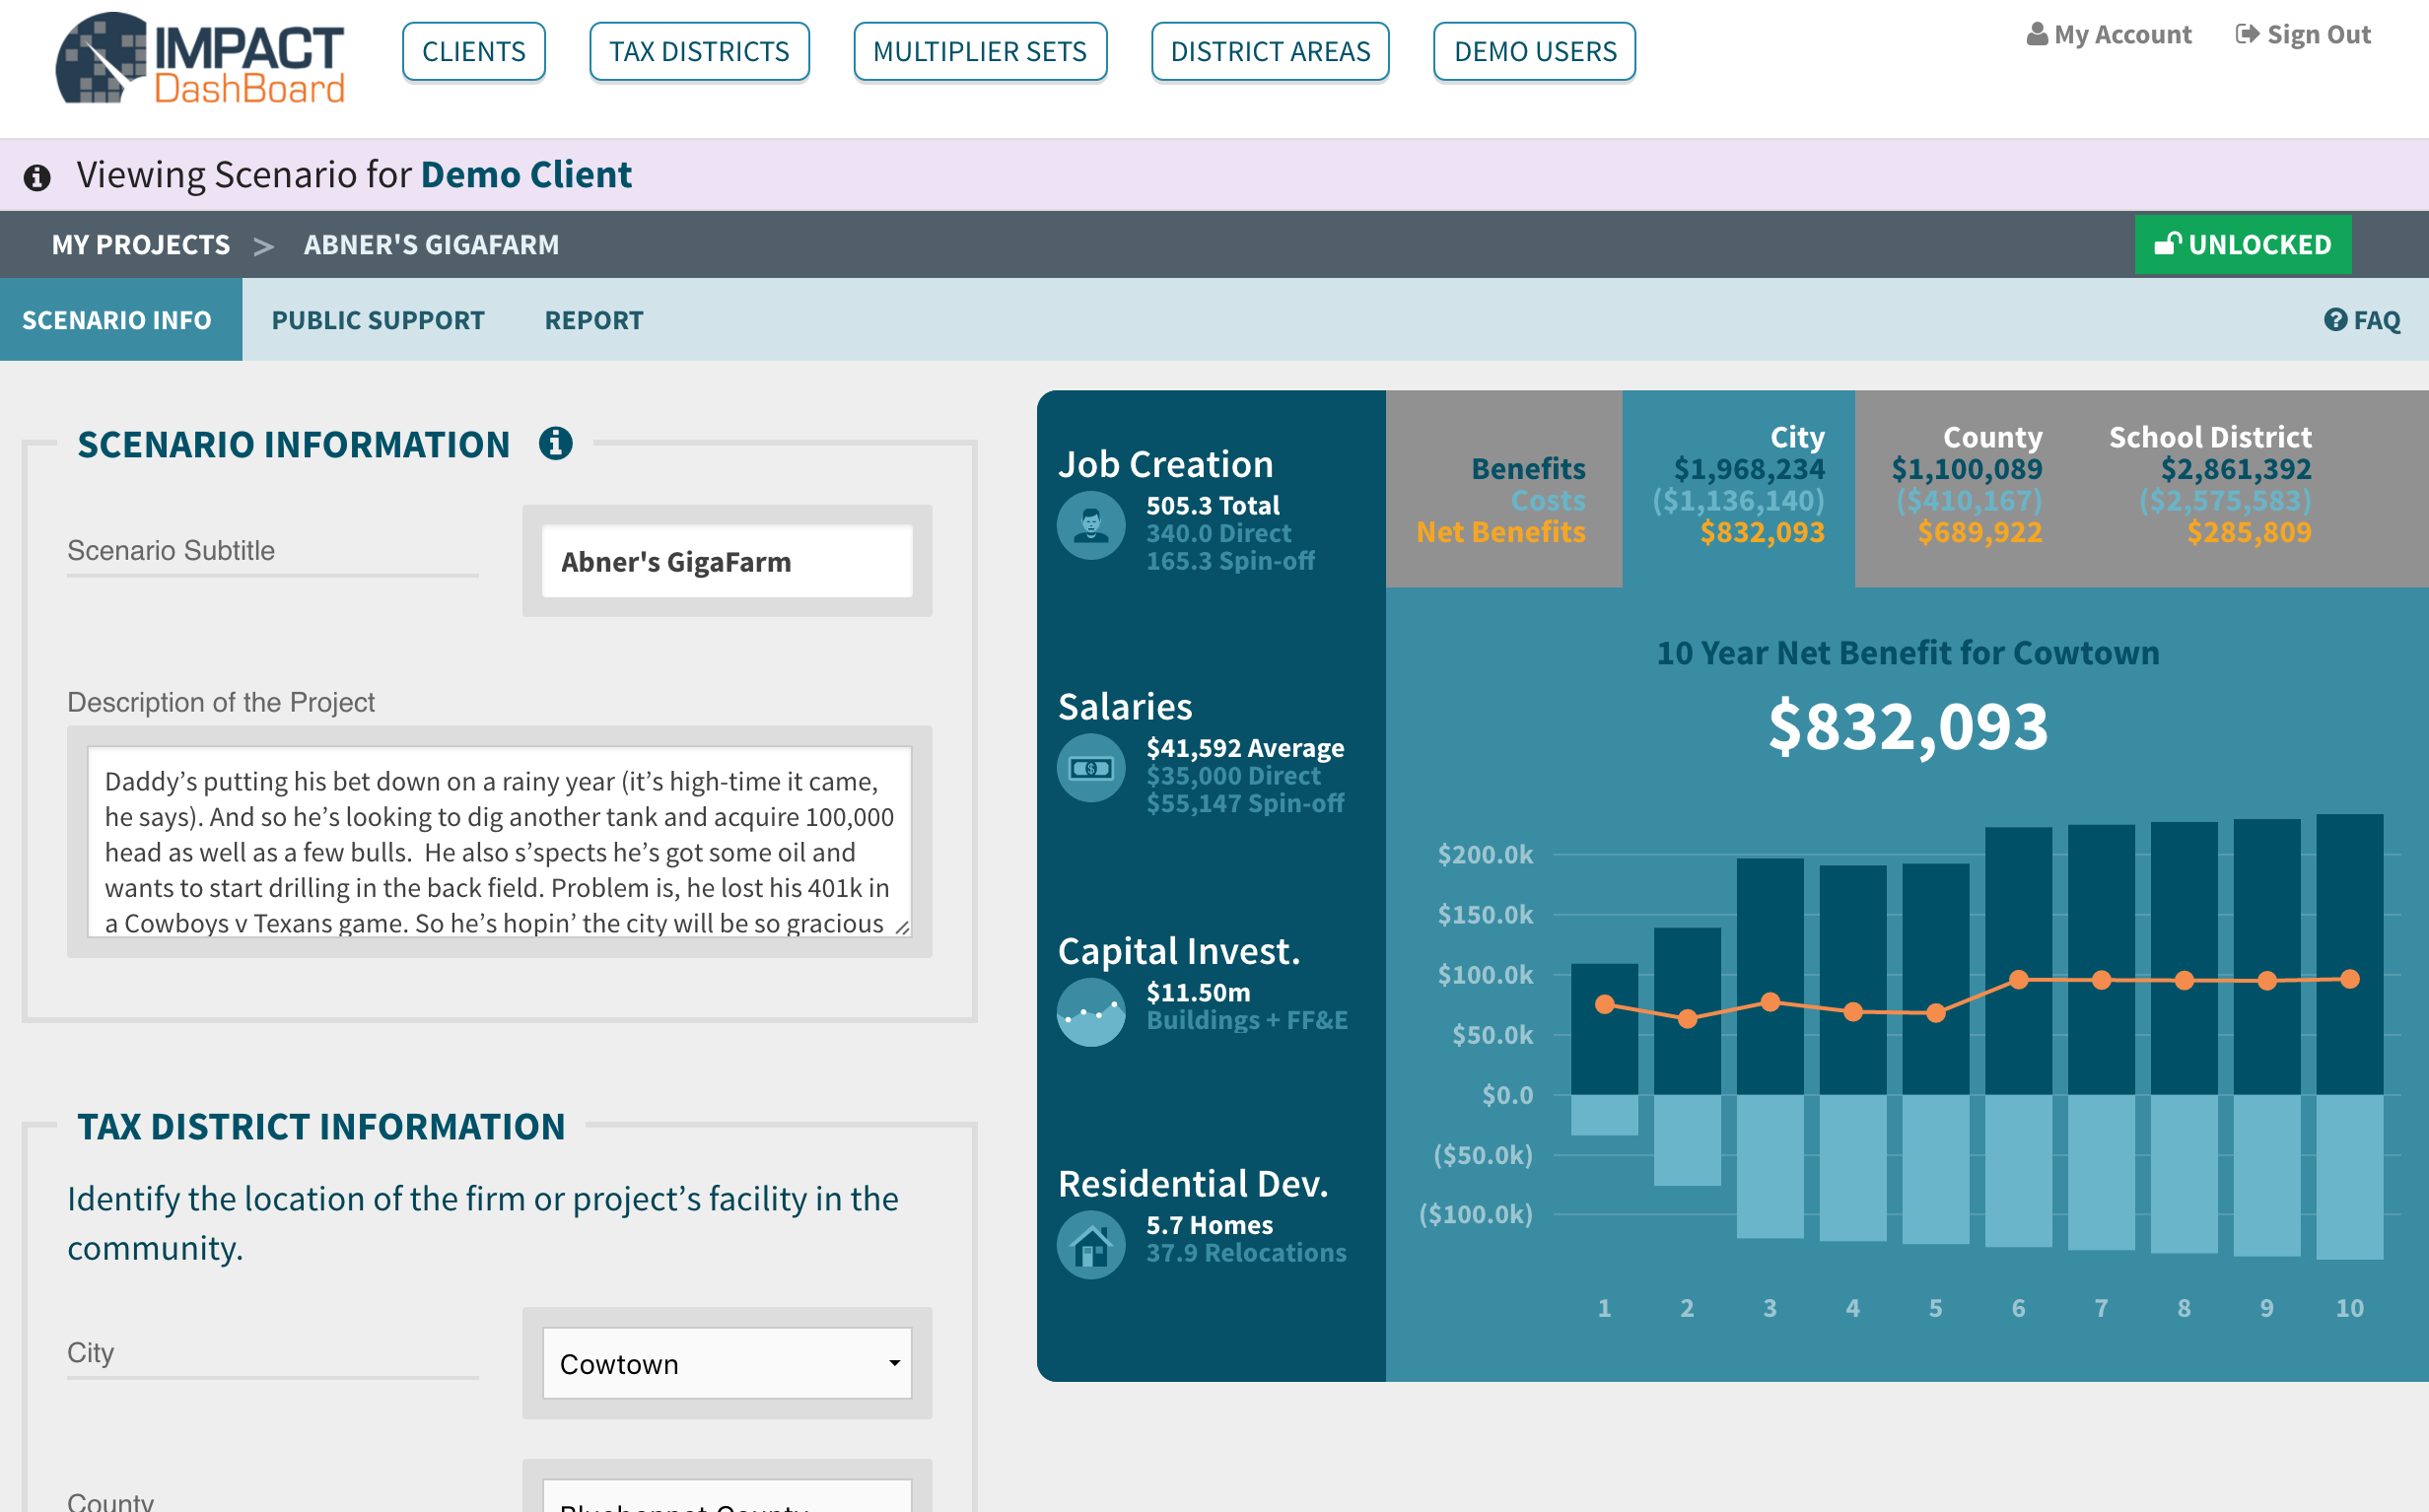 IMPACT
DashBoard
CLIENTS
TAX DISTRICTS
MULTIPLIER SETS
DISTRICT AREAS
DEMO USERS
My Account
Sign Out
Viewing Scenario for Demo Client
MY PROJECTS > ABNER'S GIGAFARM
UNLOCKED
SCENARIO INFO
PUBLIC SUPPORT
REPORT
FAQ
SCENARIO INFORMATION
Scenario Subtitle
Abner's GigaFarm
Description of the Project
Daddy’s putting his bet down on a rainy year (it’s high-time it came,
he says). And so he’s looking to dig another tank and acquire 100,000
head as well as a few bulls.  He also s’spects he’s got some oil and
wants to start drilling in the back field. Problem is, he lost his 401k in
a Cowboys v Texans game. So he’s hopin’ the city will be so gracious
TAX DISTRICT INFORMATION
Identify the location of the firm or project’s facility in the
community.
City
Cowtown
County
Job Creation
505.3 Total
340.0 Direct
165.3 Spin-off
Salaries
$41,592 Average
$35,000 Direct
$55,147 Spin-off
Capital Invest.
$11.50m
Buildings + FF&E
Residential Dev.
5.7 Homes
37.9 Relocations
City County School District
Benefits $1,968,234 $1,100,089 $2,861,392
Costs ($1,136,140) ($410,167) ($2,575,583)
Net Benefits $832,093 $689,922 $285,809
10 Year Net Benefit for Cowtown
$832,093
$200.0k
$150.0k
$100.0k
$50.0k
$0.0
($50.0k)
($100.0k)
1 2 3 4 5 6 7 8 9 10